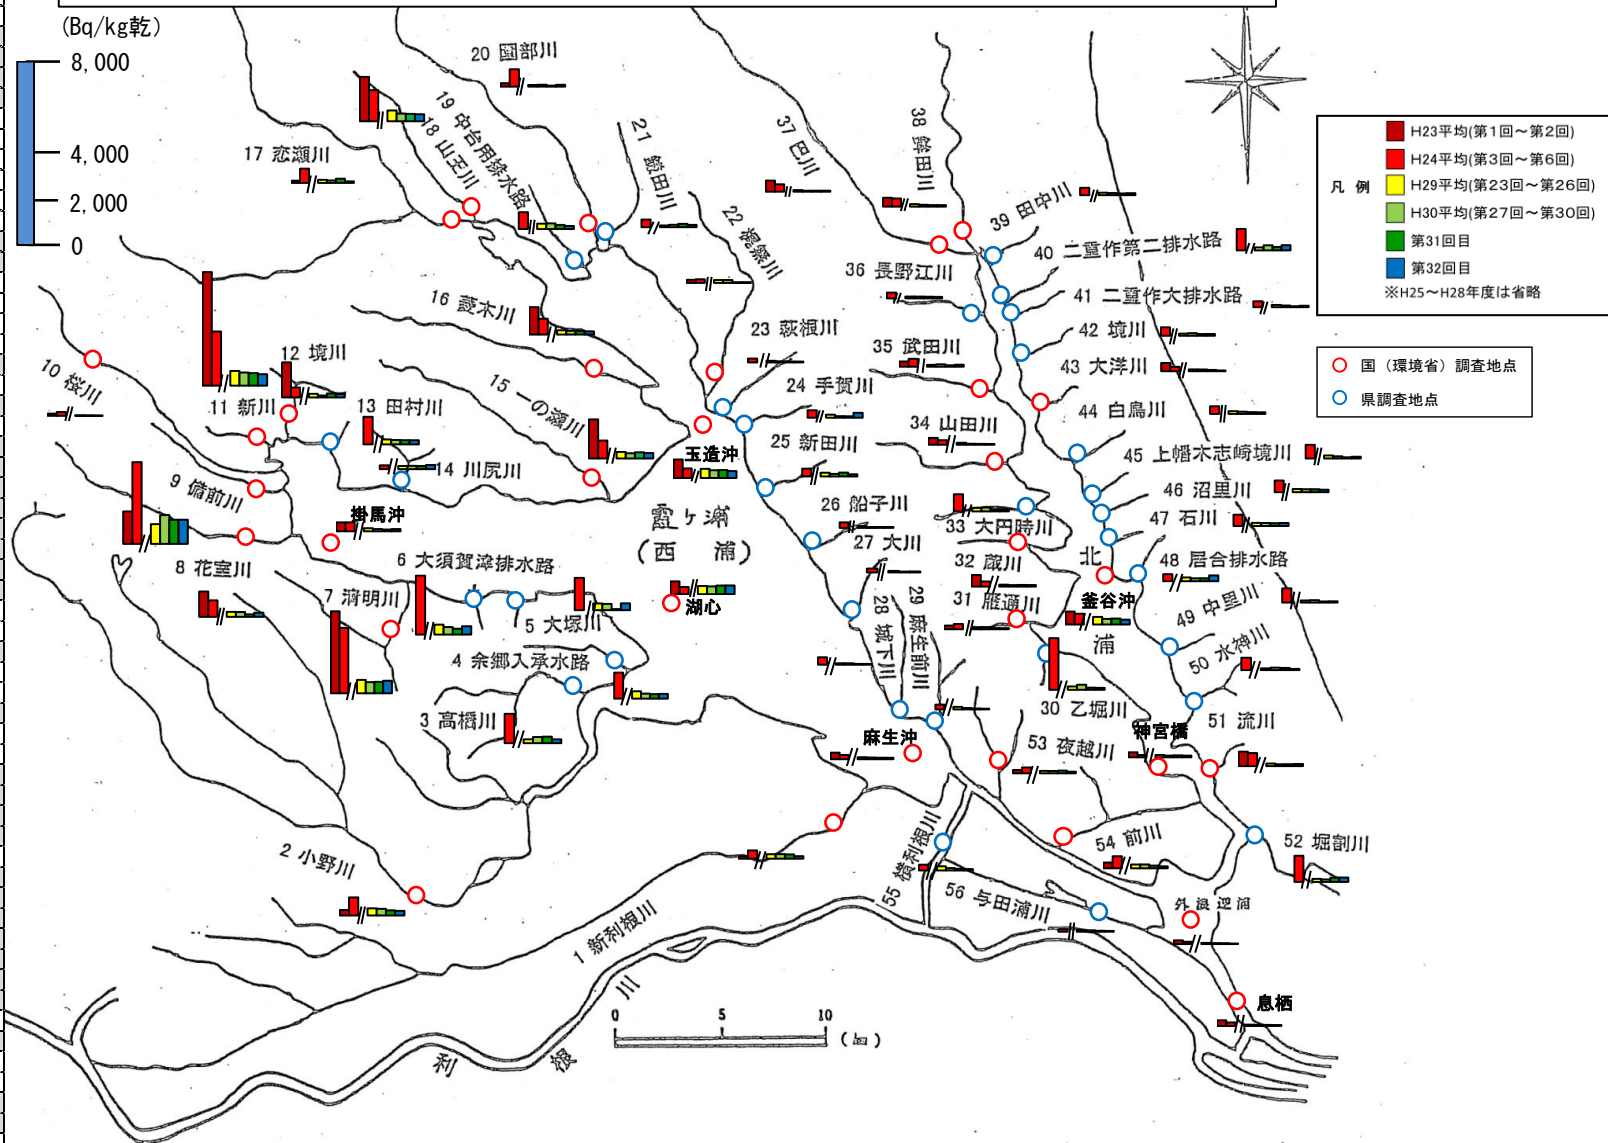 (Bq/kg乾)
8,000
4,000
2,000
0
H23平均(第1回～第2回)
H24平均(第3回～第6回)
凡 例
H29平均(第23回～第26回)
H30平均(第27回～第30回)
第31回目
第32回目
※H25～H28年度は省略
国（環境省）調査地点
県調査地点
20 園部川
19 中台用排水路
18 山王川
17 恋瀬川
21 鎌田川
22 梶無川
37 巴川
38 鉾田川
39 田中川
40 二重作第二排水路
36 長野江川
41 二重作大排水路
16 菱木川
23 萩根川
42 境川
35 武田川
43 大洋川
12 境川
10 桜川
11 新川
13 田村川
15 一の瀬川
24 手賀川
44 白鳥川
34 山田川
25 新田川
玉造沖
45 上幡木志崎境川
14 川尻川
9 備前川
46 沼里川
掛馬沖
霞ヶ浦
(西 浦)
26 船子川
33 大円時川
47 石川
27 大川
北
浦
6 大須賀津排水路
8 花室川
32 蔵川
48 居合排水路
7 清明川
湖心
31 雁通川
釜谷沖
49 中里川
5 大塚川
28 城下川
29 麻生前川
50 水神川
4 余郷入承水路
3 高橋川
30 乙堀川
神宮橋
51 流川
麻生沖
53 夜越川
2 小野川
54 前川
52 堀割川
55 横利根川
56 与田浦川
外浪逆浦
1 新利根川
息栖
利
根
川
0 5 10
(㎞)